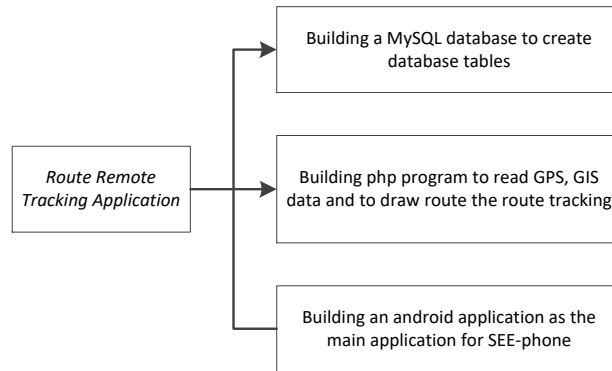 Building a MySQL database to create
database tables
Route Remote
Tracking Application
Building php program to read GPS, GIS
data and to draw route the route tracking
Building an android application as the
main application for SEE-phone